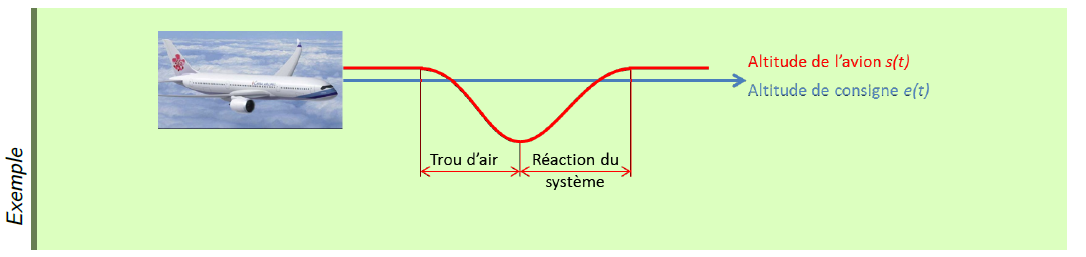 Exemple
Altitude de l'avion s(t)
Altitude de consigne e(t)
Trou d'air
Réaction du
système